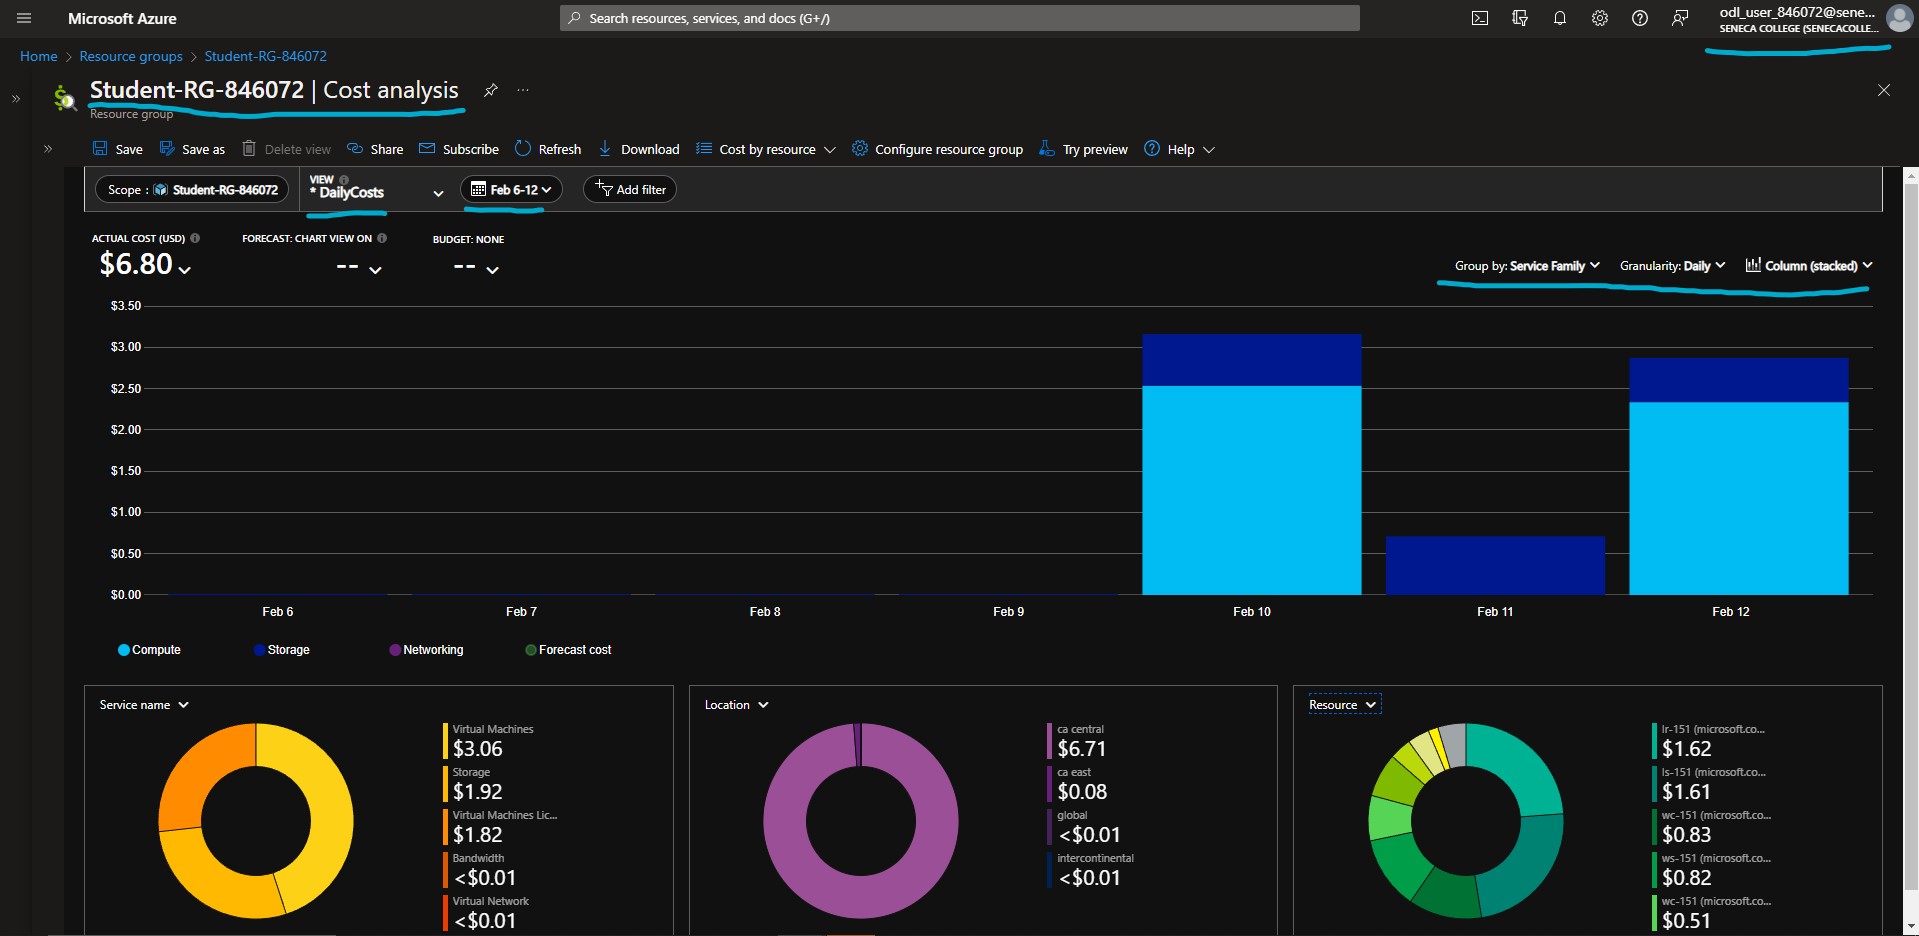 Microsoft Azure
Search resources, services, and docs (G+/)
odl_user_846072@sene...
SENECA COLLEGE (SENECACOLLE...
Home > Resource groups > Student-RG-846072
Student-RG-846072 | Cost analysis
...
Resource group
Save Save as Delete view Share Subscribe Refresh Download Cost by resource Configure resource group Try preview Help
Scope : Student-RG-846072
VIEW
* DailyCosts
Feb 6-12
Add filter
ACTUAL COST (USD)
$6.80
FORECAST: CHART VIEW ON
--
BUDGET: NONE
--
Group by: Service Family Granularity: Daily Column (stacked)
$3.50
$3.00
$2.50
$2.00
$1.50
$1.00
$0.50
$0.00
Feb 6 Feb 7 Feb 8 Feb 9 Feb 10 Feb 11 Feb 12
Compute Storage Networking Forecast cost
Service name
Virtual Machines
$3.06
Storage
$1.92
Virtual Machines Lic...
$1.82
Bandwidth
<$0.01
Virtual Network
<$0.01
Location
ca central
$6.71
ca east
$0.08
global
<$0.01
intercontinental
<$0.01
Resource
lr-151 (microsoft.co...
$1.62
ls-151 (microsoft.co...
$1.61
wc-151 (microsoft.co...
$0.83
ws-151 (microsoft.co...
$0.82
wc-151 (microsoft.co...
$0.51